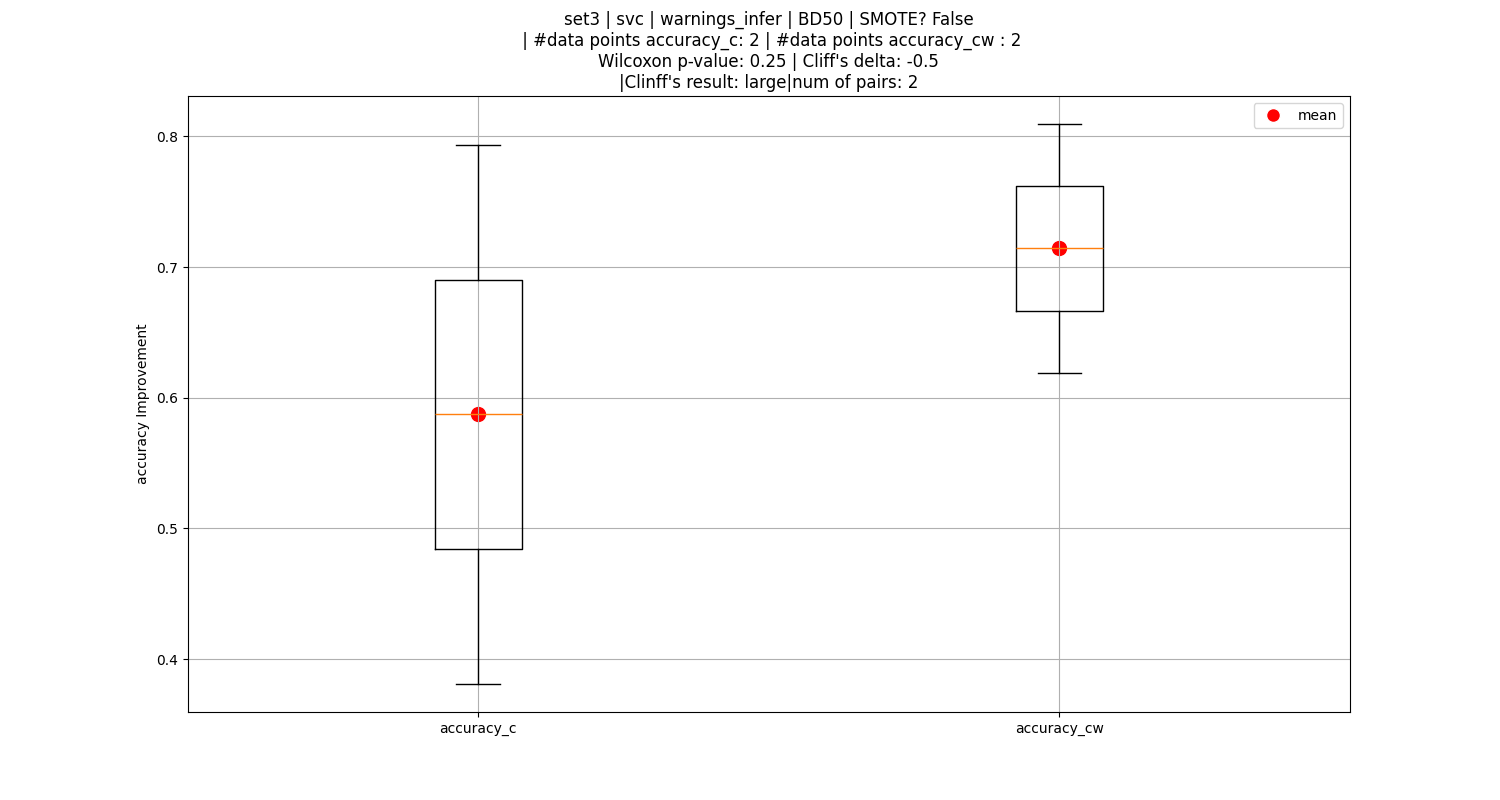 set3 | svc | warnings_infer | BD50 | SMOTE? False
| #data points accuracy_c: 2 | #data points accuracy_cw : 2
Wilcoxon p-value: 0.25 | Cliff's delta: -0.5
|Clinff's result: large|num of pairs: 2
mean
0.8
0.7
0.6
0.5
0.4
accuracy Improvement
accuracy_c
accuracy_cw